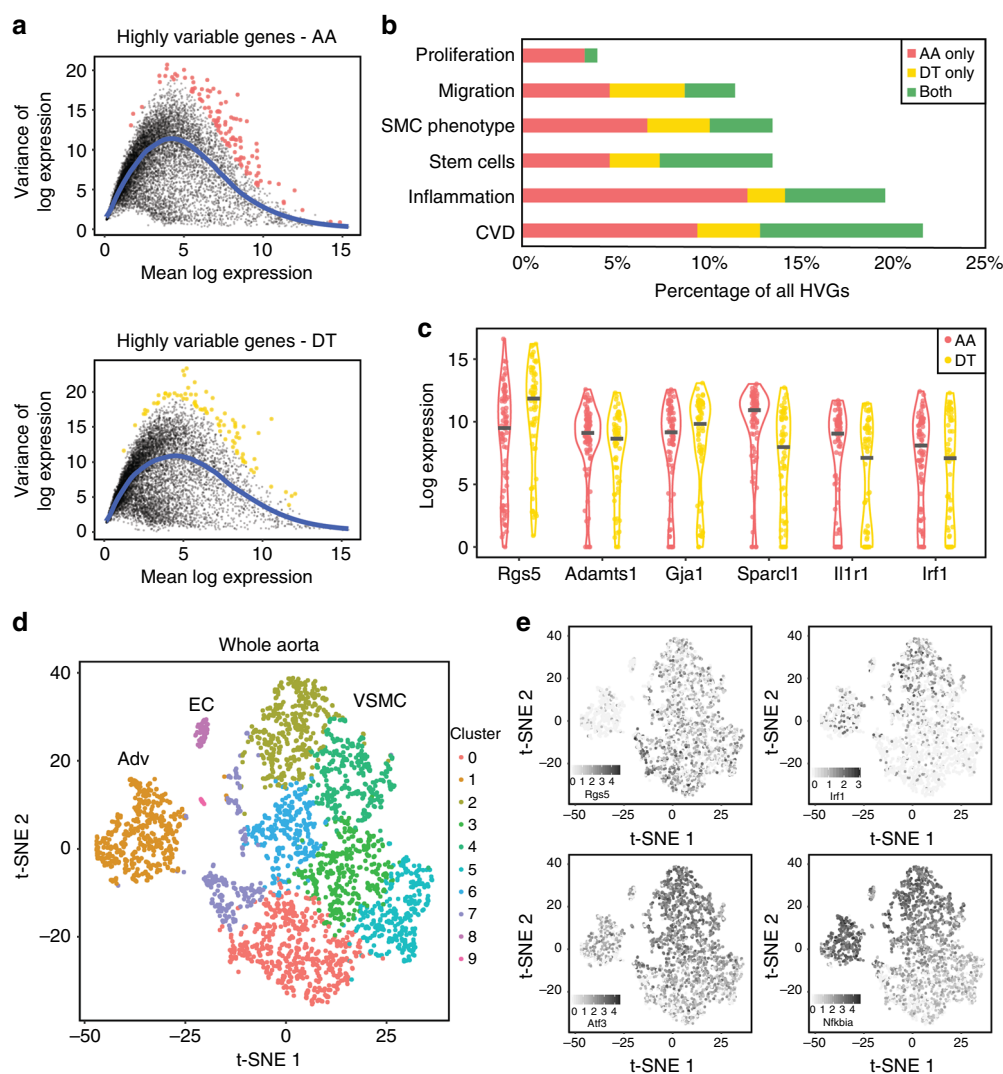 a
Highly variable genes - AA
Variance of
log expression
20
15
10
5
0
0 5 10 15
Mean log expression
Highly variable genes - DT
Variance of
log expression
20
15
10
5
0
0 5 10 15
Mean log expression
b
Proliferation
Migration
SMC phenotype
Stem cells
Inflammation
CVD
AA only
DT only
Both
0% 5% 10% 15% 20% 25%
Percentage of all HVGs
c
Log expression
15
10
5
0
AA
DT
Rgs5 Adamts1 Gja1 Sparcl1 Il1r1 Irf1
d
Whole aorta
t-SNE 2
40
20
0
−20
Adv
EC
VSMC
Cluster
0
1
2
3
4
5
6
7
8
9
−50 −25 0 25
t-SNE 1
e
t-SNE 2
40
20
0
−20
0 1 2 3 4
Rgs5
−50 −25 0 25
t-SNE 1
t-SNE 2
40
20
0
−20
0 1 2 3
Irf1
−50 −25 0 25
t-SNE 1
t-SNE 2
40
20
0
−20
0 1 2 3 4
Atf3
−50 −25 0 25
t-SNE 1
t-SNE 2
40
20
0
−20
0 1 2 3 4
Nfkbia
−50 −25 0 25
t-SNE 1